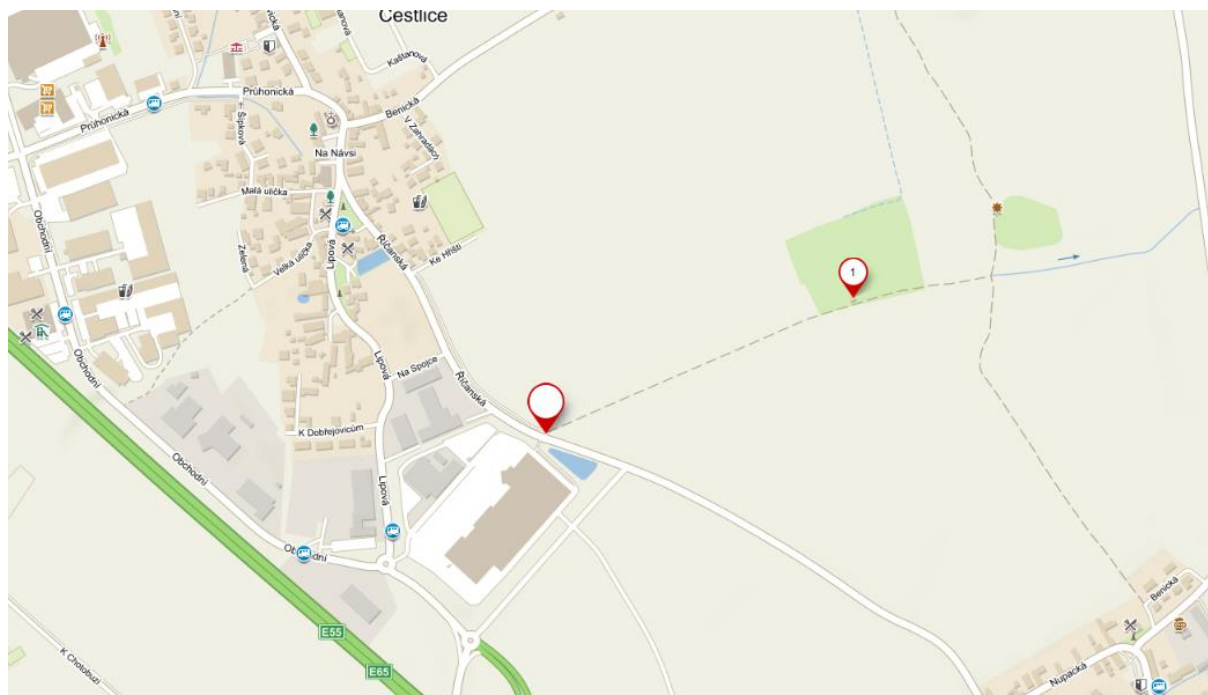 Čestlice
Kaštanová
Průhonická
Benická
Průhonická
Šípková
V Zahradách
Na Návsi
Malá ulička
Obchodní
Zelená
Velká ulička
Lipová
Říčanská
Ke Hřišti
1
Obchodní
Lipová
Na Spojce
Říčanská
K Dobřejovicům
Obchodní
Lipová
Obchodní
Benická
E55
K Chotobuzi
E65
Nupacká